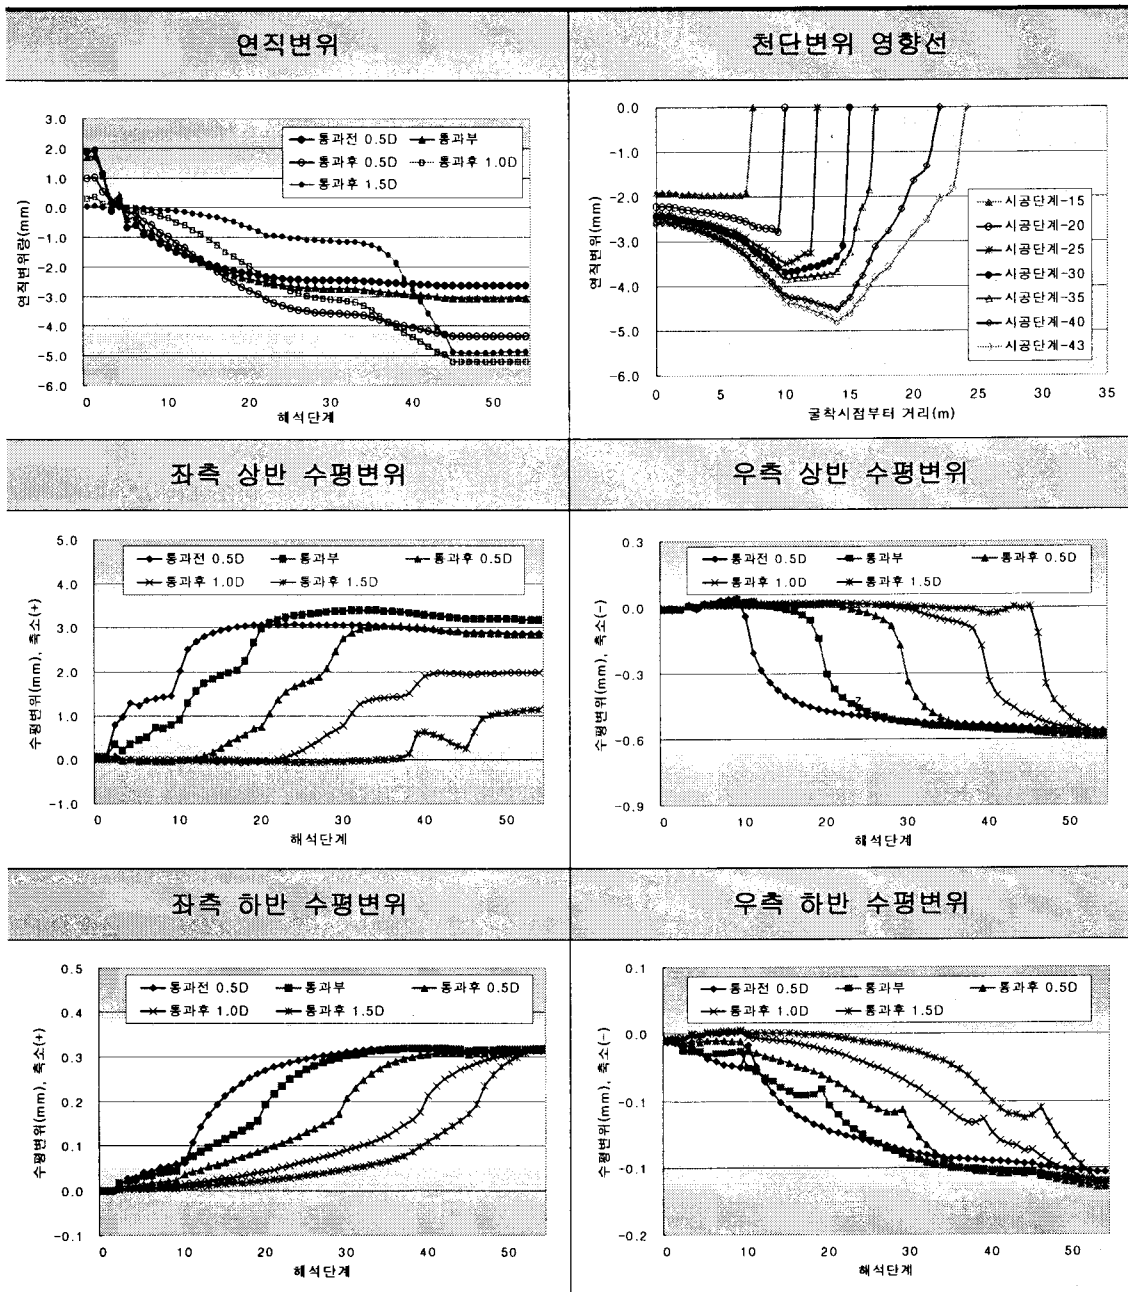 연직변위
천단변위 영향선
3.0
2.0
1.0
0.0
-1.0
-2.0
-3.0
-4.0
-5.0
-6.0
연직변위량(mm)
통과전 0.5D
통과부
통과후 0.5D
통과후 1.0D
통과후 1.5D
0 10 20 30 40 50
해석단계
0.0
-1.0
-2.0
-3.0
-4.0
-5.0
-6.0
연직변위(mm)
시공단계-15
시공단계-20
시공단계-25
시공단계-30
시공단계-35
시공단계-40
시공단계-43
0 5 10 15 20 25 30 35
굴착시점부터 거리(m)
좌측 상반 수평변위
우측 상반 수평변위
5.0
4.0
3.0
2.0
1.0
0.0
-1.0
수평변위(mm), 축소(+)
통과전 0.5D
통과부
통과후 0.5D
통과후 1.0D
통과후 1.5D
0 10 20 30 40 50
해석단계
0.3
0.0
-0.3
-0.6
-0.9
수평변위(mm), 축소(-)
통과전 0.5D
통과부
통과후 0.5D
통과후 1.0D
통과후 1.5D
0 10 20 30 40 50
해석단계
좌측 하반 수평변위
우측 하반 수평변위
0.5
0.4
0.3
0.2
0.1
0.0
-0.1
수평변위(mm), 축소(+)
통과전 0.5D
통과부
통과후 0.5D
통과후 1.0D
통과후 1.5D
0 10 20 30 40 50
해석단계
0.1
0.0
-0.1
-0.1
-0.2
수평변위(mm), 축소(-)
통과전 0.5D
통과부
통과후 0.5D
통과후 1.0D
통과후 1.5D
0 10 20 30 40 50
해석단계